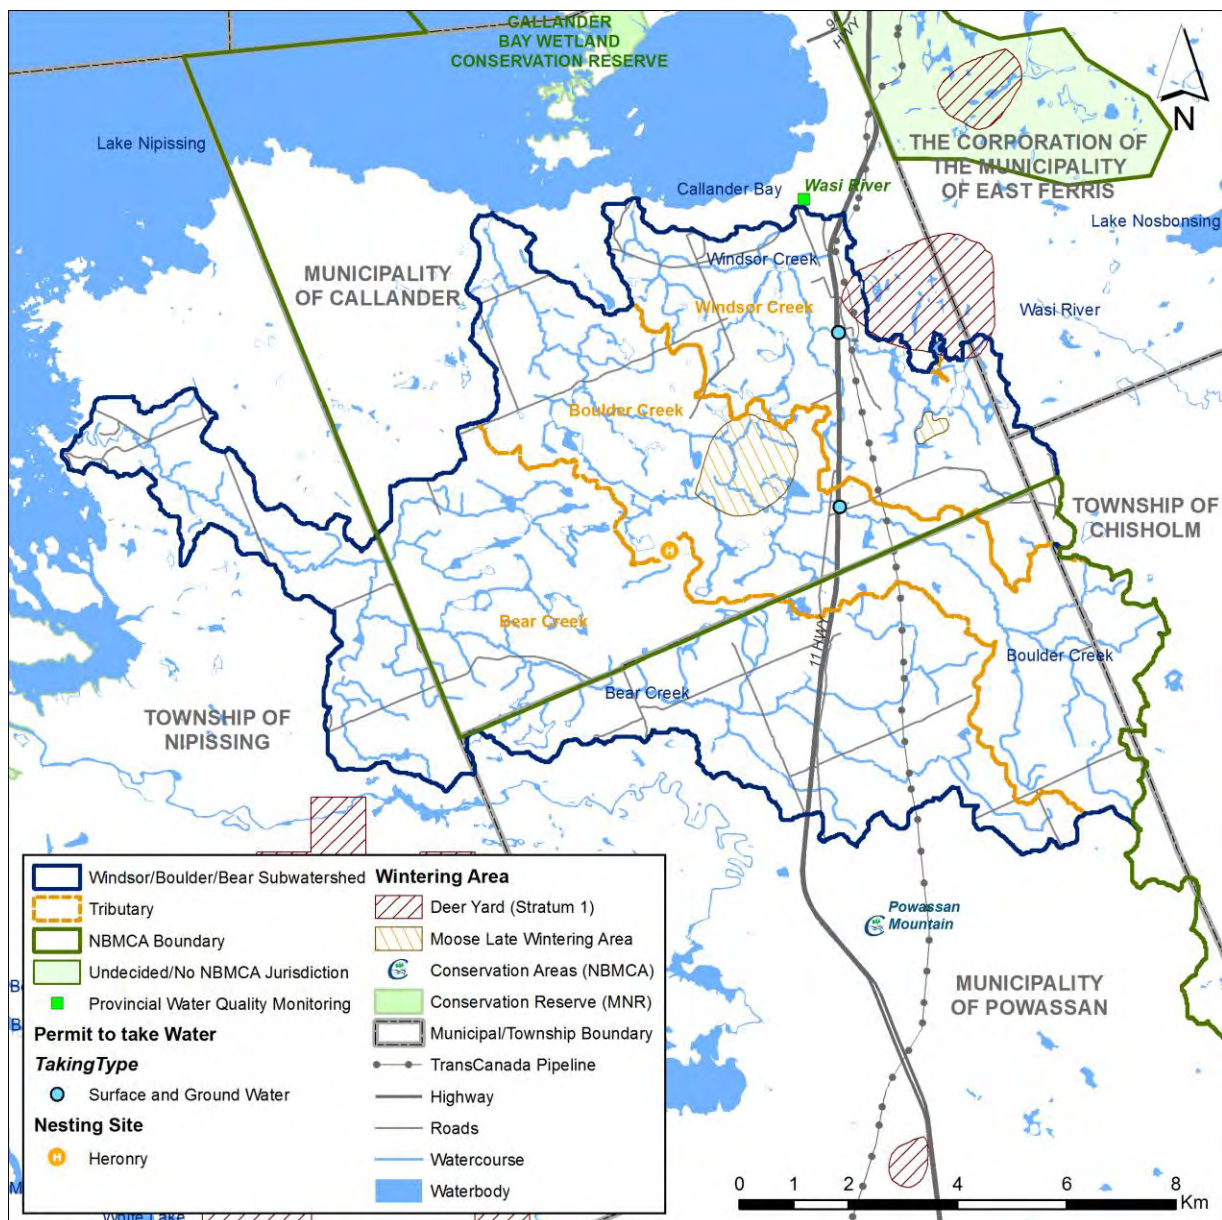 GALLANDER
BAY WETLAND
CONSERVATION RESERVE
HWY
N
Lake Nipissing
THE CORPORATION OF
THE MUNICIPALITY
OF EAST FERRIS
Callander Bay
Wasi River
Lake Nosbonsing
MUNICIPALITY
OF CALLANDER
Windsor Creek
Windsor Creek
Wasi River
Boulder Creek
TOWNSHIP OF
CHISHOLM
Bear Creek
11 HWY
Boulder Creek
Bear Creek
TOWNSHIP OF
NIPISSING
H
Powassan
Mountain
MUNICIPALITY
OF POWASSAN
Windsor/Boulder/Bear Subwatershed
Tributary
NBMCA Boundary
Undecided/No NBMCA Jurisdiction
Provincial Water Quality Monitoring
Permit to take Water
TakingType
Surface and Ground Water
Nesting Site
H Heronry
Wintering Area
Deer Yard (Stratum 1)
Moose Late Wintering Area
Conservation Areas (NBMCA)
Conservation Reserve (MNR)
Municipal/Township Boundary
TransCanada Pipeline
Highway
Roads
Watercourse
Waterbody
0 1 2 4 6 8
Km